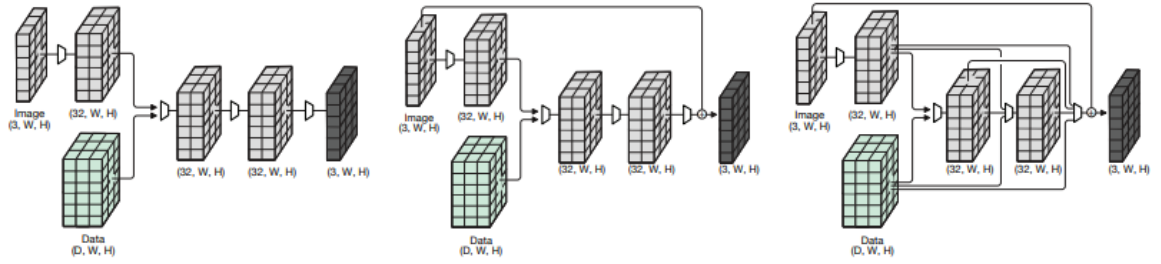 Image
(3, W, H)
(32, W, H)
(32, W, H)
(32, W, H)
(3, W, H)
Data
(D, W, H)
Image
(3, W, H)
(32, W, H)
(32, W, H)
(32, W, H)
(3, W, H)
Data
(D, W, H)
Image
(3, W, H)
(32, W, H)
(32, W, H)
(32, W, H)
(3, W, H)
Data
(D, W, H)